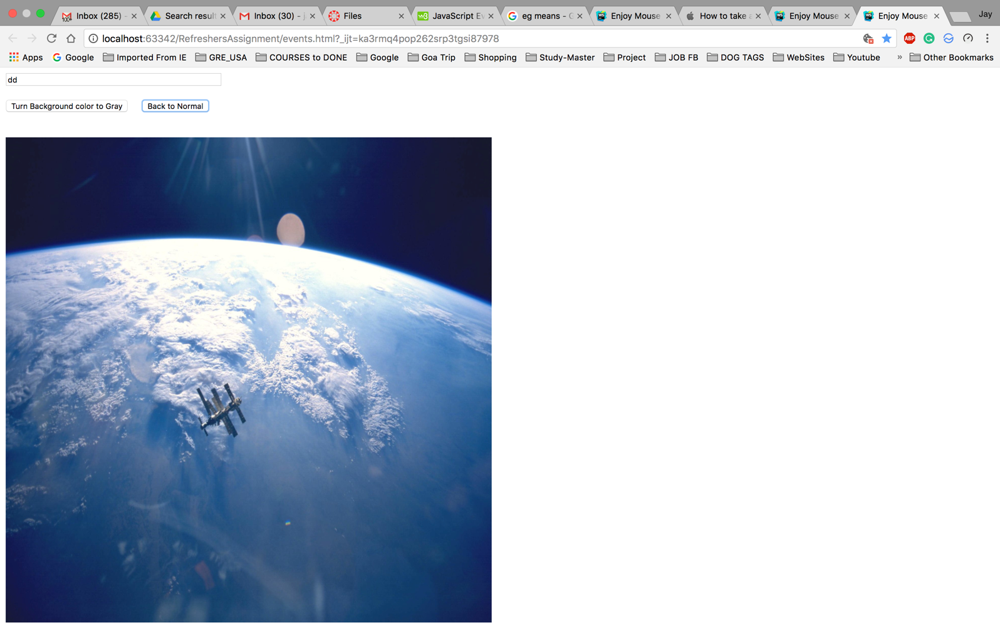 Inbox (285) -
Search result
Inbox (30) - j
Files
JavaScript Ev
eg means - G
Enjoy Mouse
How to take a
Enjoy Mouse
Enjoy Mouse
Jay
localhost:63342/RefreshersAssignment/events.html?_ijt=ka3rmq4pop262srp3tgsi87978
ABP
Apps Google Imported From IE GRE_USA COURSES to DONE Google Goa Trip Shopping Study-Master Project JOB FB DOG TAGS WebSites Youtube » Other Bookmarks
dd
Turn Background color to Gray Back to Normal